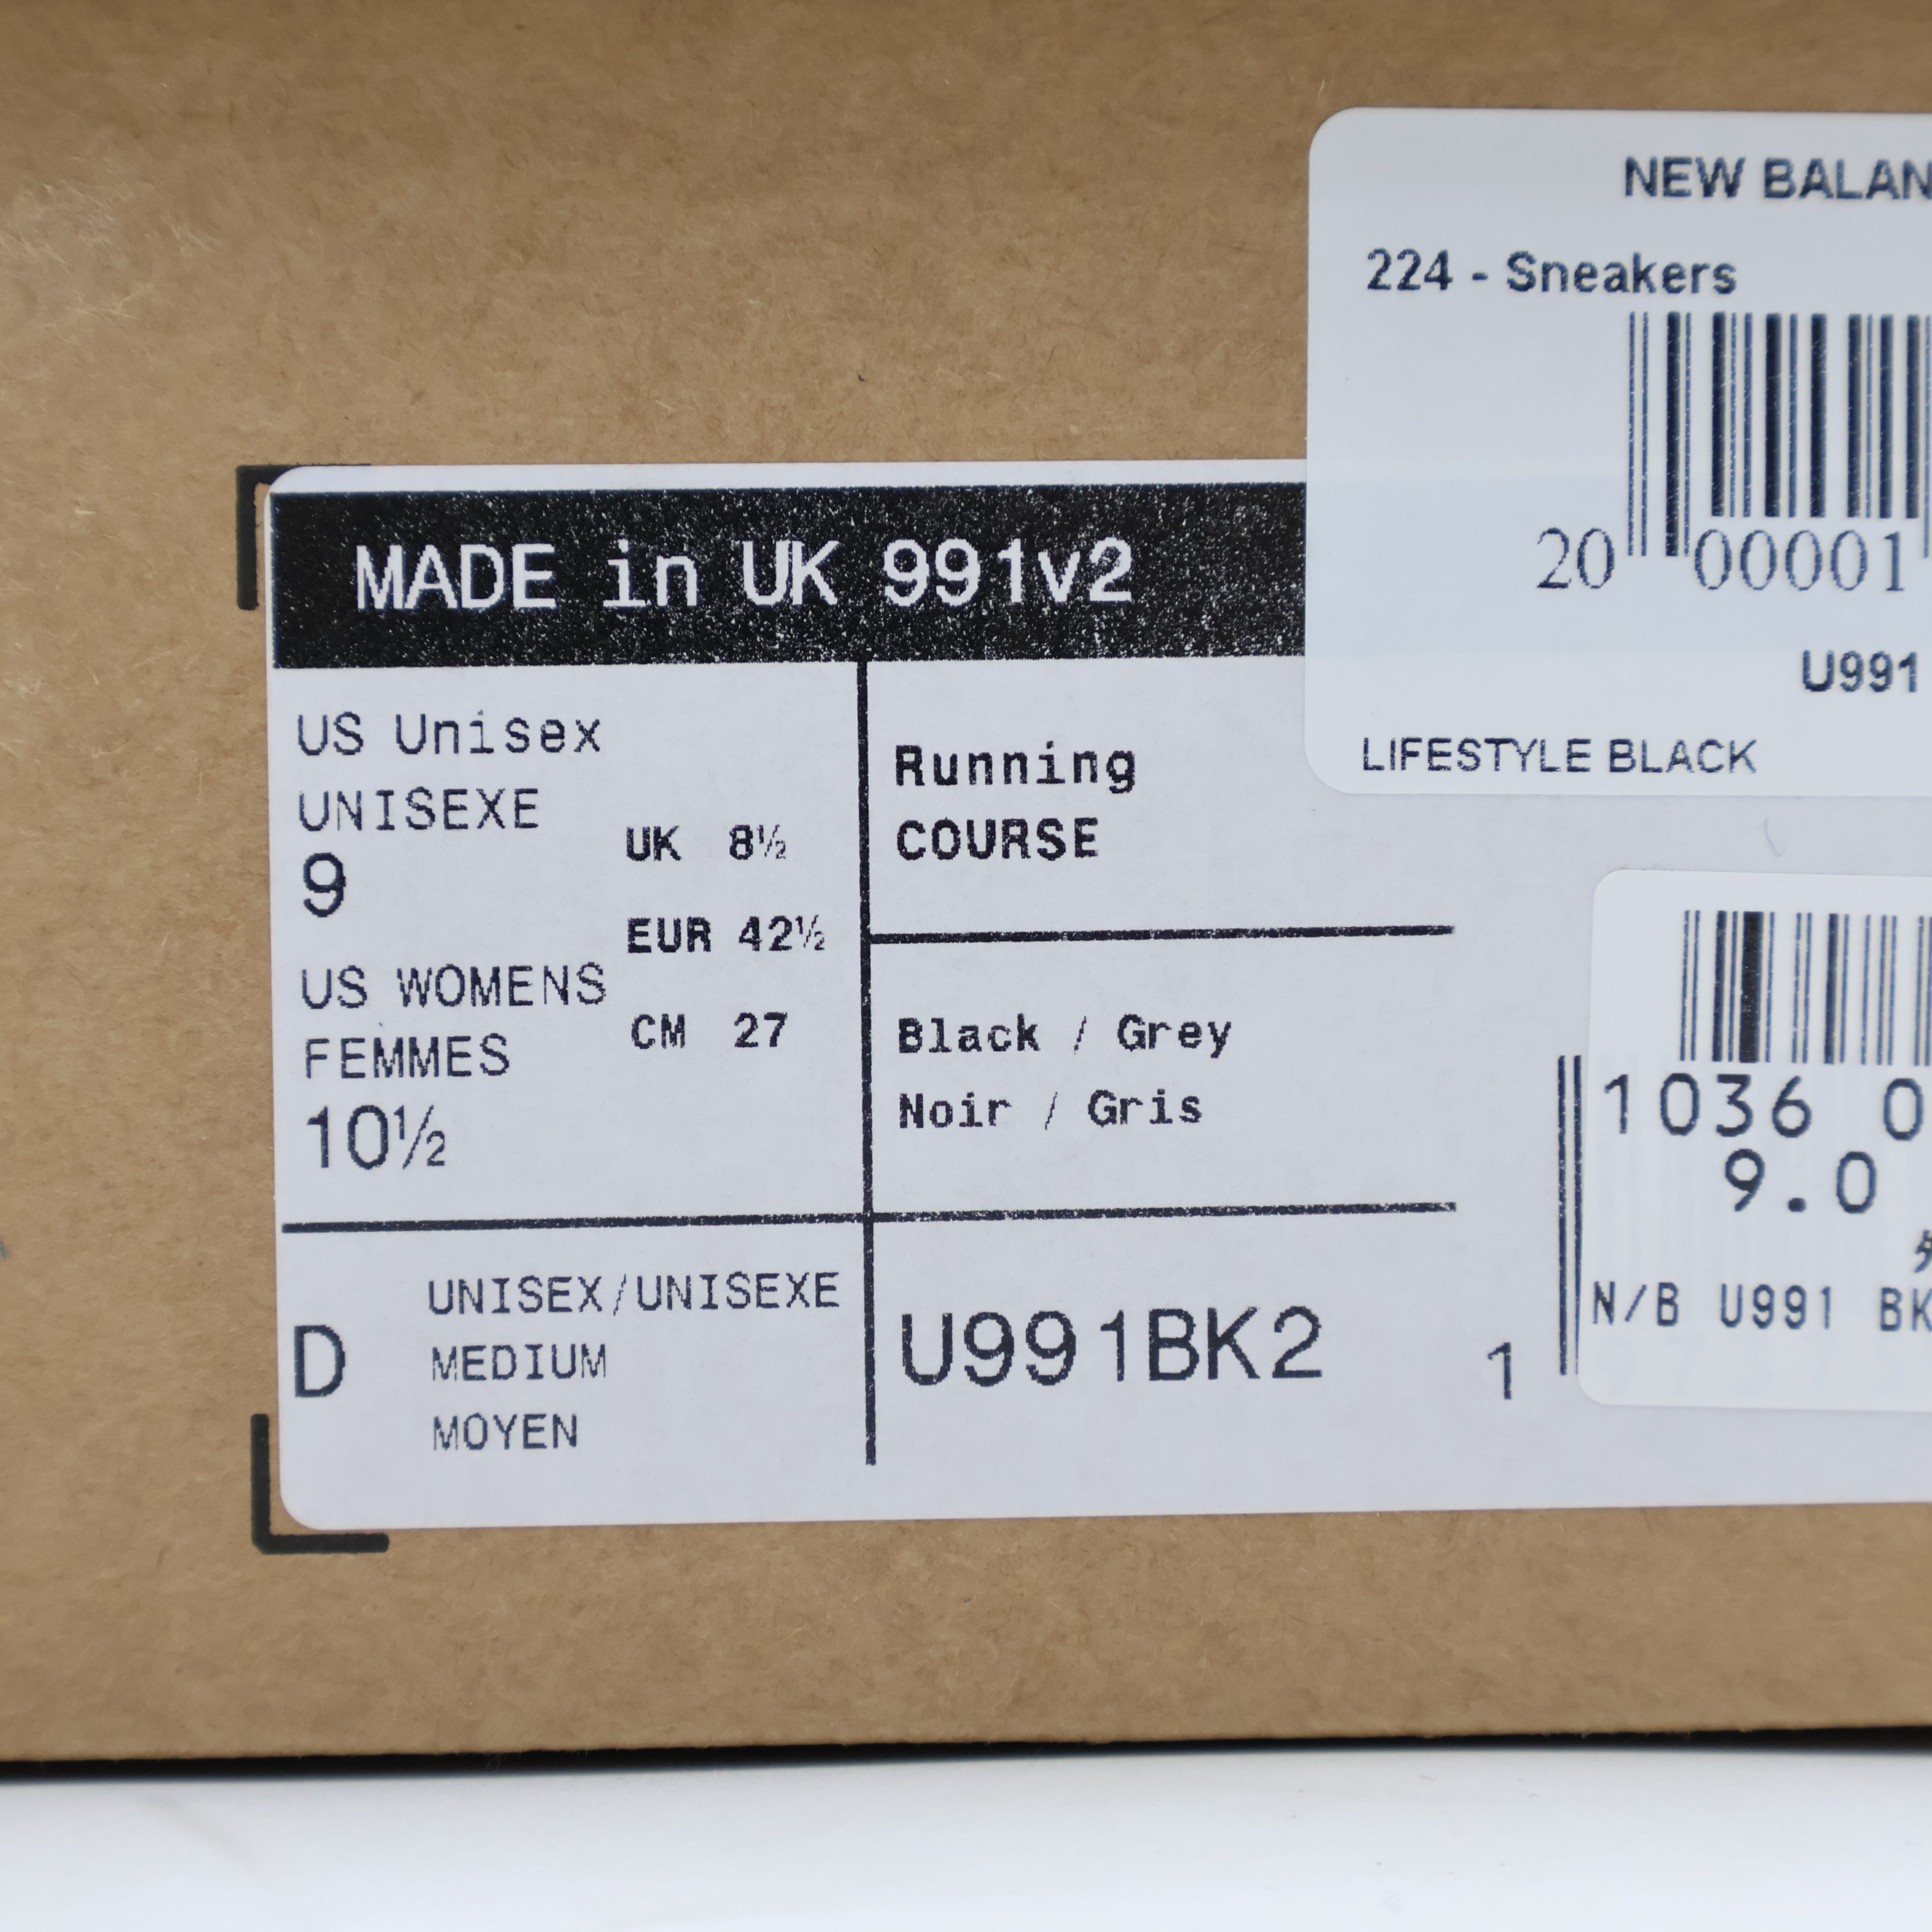 NEW BALAN
224 - Sneakers
20 00001
U991
LIFESTYLE BLACK
MADE in UK 991v2
US Unisex
UNISEXE
9
US WOMENS
FEMMES
10½
UK 8½
EUR 42½
CM 27
Running
COURSE
Black / Grey
Noir / Gris
D
UNISEX/UNISEXE
MEDIUM
MOYEN
U991BK2
1
1036 0
9.0
N/B U991 BK